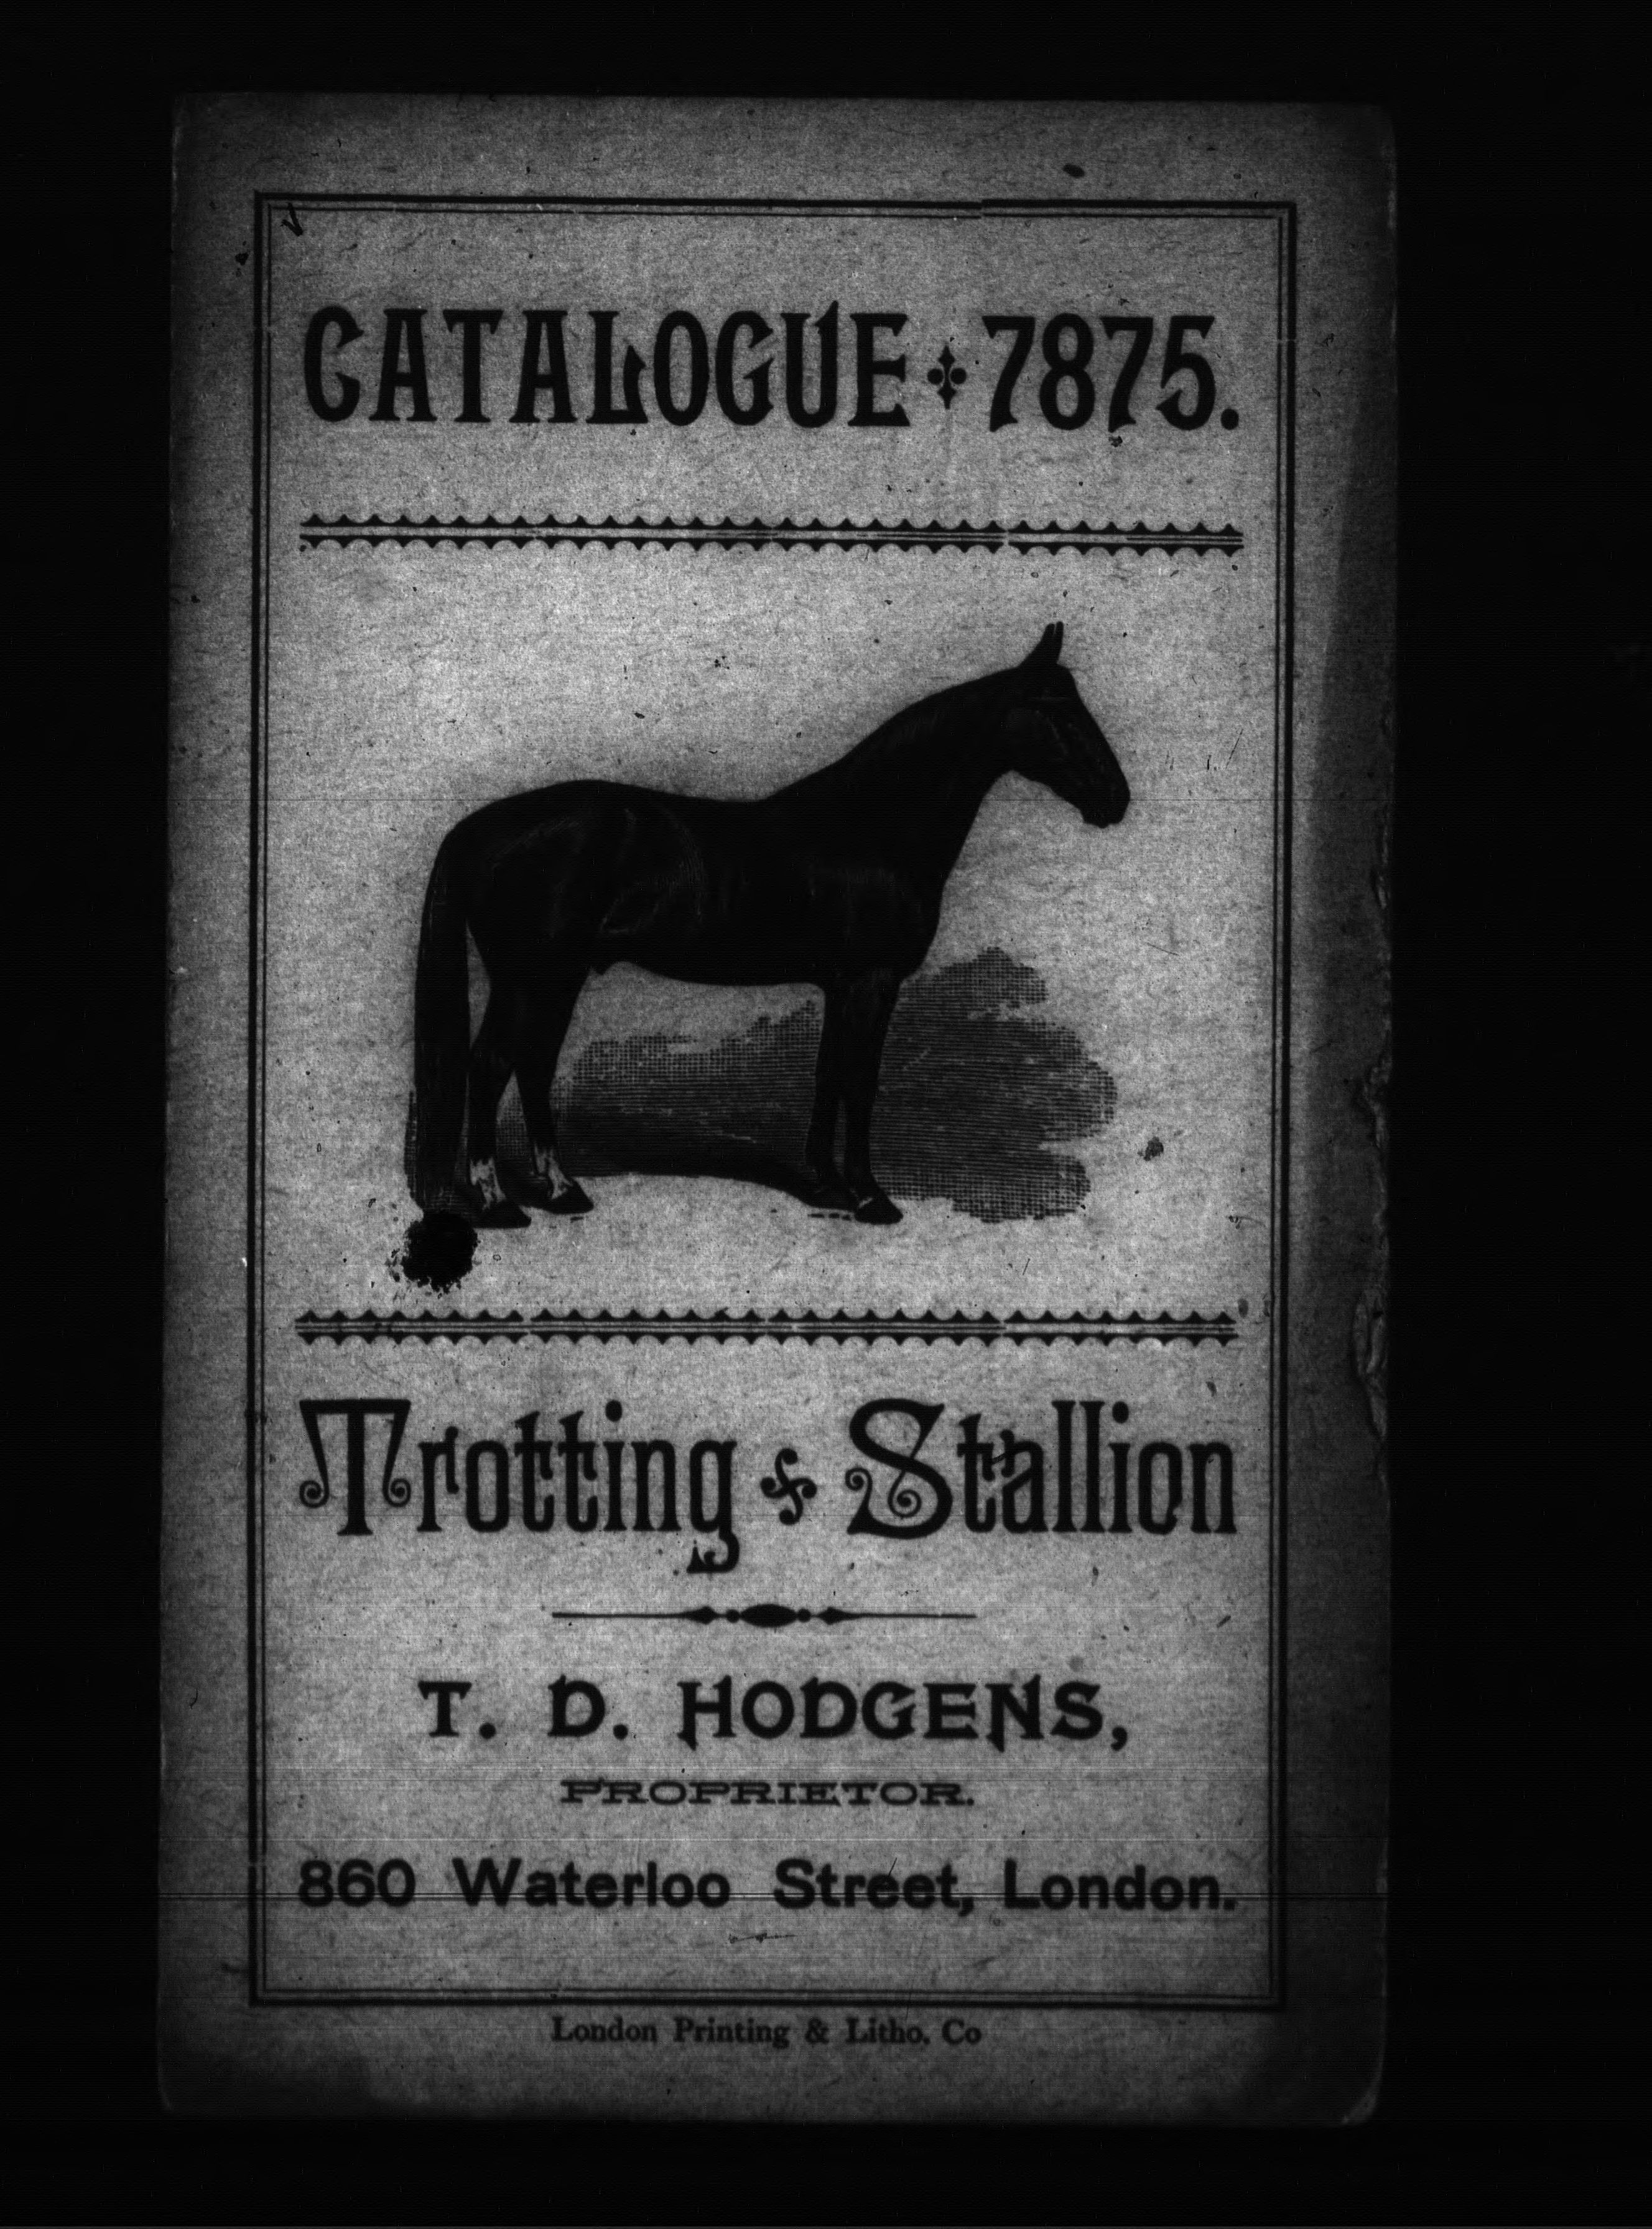 CATALOGUE 7875.
Trotting Stallion
T. D. HODGENS,
PROPRIETOR.
860 Waterloo Street, London.
London Printing & Litho. Co